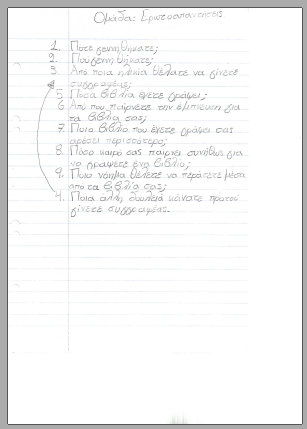 Ομάδα: Ερωτοαπαντήσεις
1. Πότε γεννηθήκατε;
2. Πού γεννηθήκατε;
3. Από ποια ηλικία θέλατε να γίνετε
συγγραφέας;
5. Πόσα βιβλία έχετε γράψει;
6. Από που παίρνετε την έμπνευση για
τα βιβλία σας;
7. Ποιο βιβλίο που έχετε γράψει σας
αρέσει περισσότερο;
8. Πόσο καιρό σας παίρνει συνήθως για
να γράψετε ένα βιβλίο;
9. Ποιο νόημα θέλετε να περάσετε μέσα
από τα βιβλία σας;
4. Ποια άλλη δουλειά κάνατε πρωτού
γίνετε συγγραφέας.